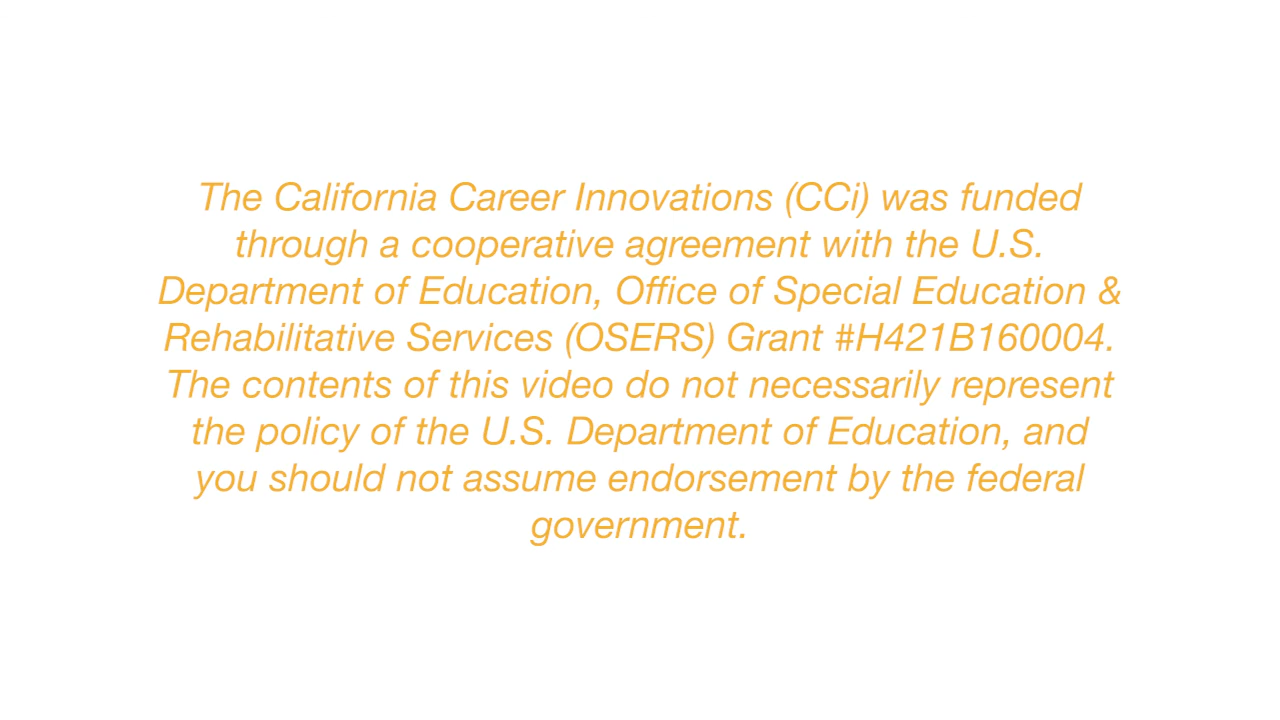 The California Career Innovations (CCi) was funded
through a cooperative agreement with the U.S.
Department of Education, Office of Special Education &
Rehabilitative Services (OSERS) Grant #H421B160004.
The contents of this video do not necessarily represent
the policy of the U.S. Department of Education, and
you should not assume endorsement by the federal
government.